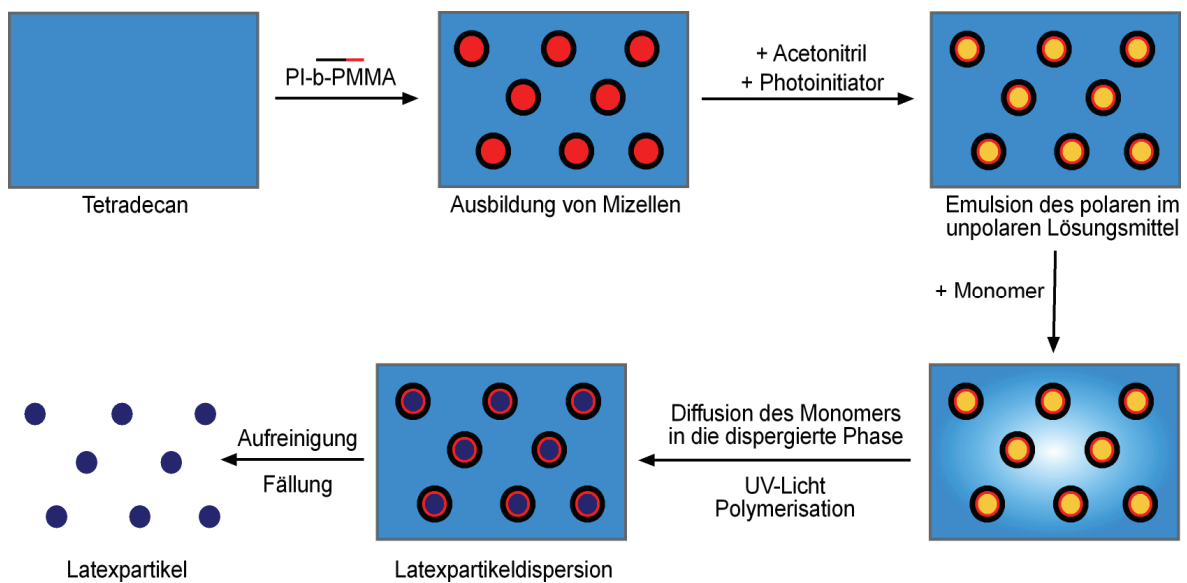 PI-b-PMMA
+ Acetonitril
+ Photoinitiator
Tetradecan
Ausbildung von Mizellen
Emulsion des polaren im
unpolaren Lösungsmittel
+ Monomer
Diffusion des Monomers
in die dispergierte Phase
UV-Licht
Polymerisation
Aufreinigung
Fällung
Latexpartikel
Latexpartikeldispersion